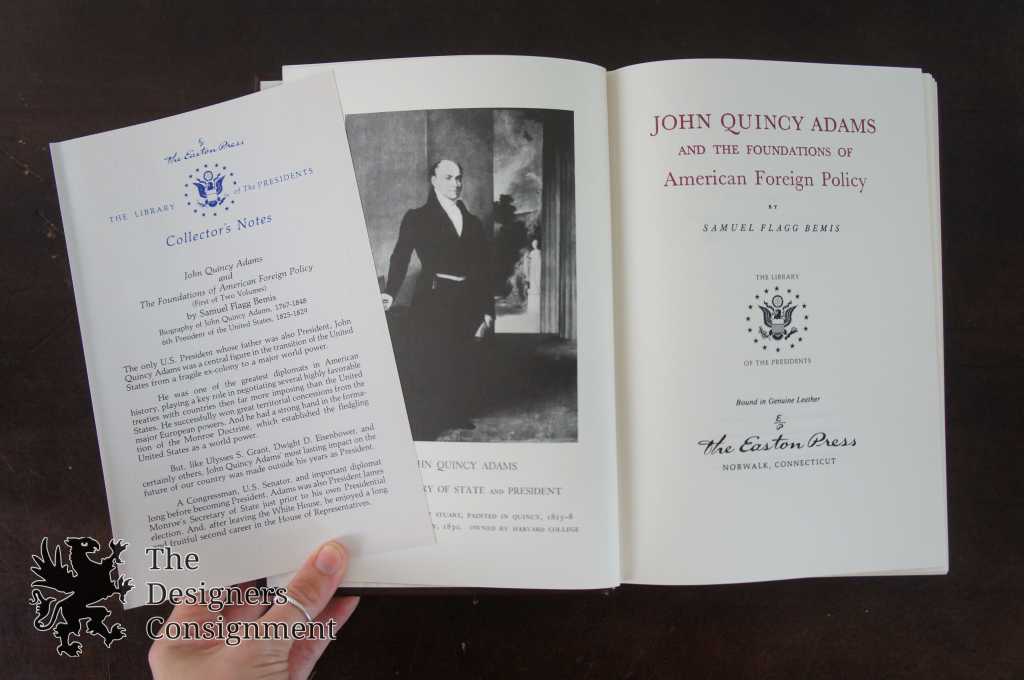 E
P
The Easton Press
THE LIBRARY of The PRESIDENTS
Collector's Notes
John Quincy Adams
and
The Foundations of American Foreign Policy
(First of Two Volumes)
by Samuel Flagg Bemis
Biography of John Quincy Adams, 1767-1848
6th President of the United States, 1825-1829
The only U.S. President whose father was also President, John
Quincy Adams was a central figure in the transition of the United
States from a fragile ex-colony to a major world power.
He was one of the greatest diplomats in American
history, playing a key role in negotiating several highly favorable
treaties with countries then far more imposing than the United
States. He successfully won great territorial concessions from the
major European powers. And he had a strong hand in the forma-
tion of the Monroe Doctrine, which established the fledgling
United States as a world power.
But, like Ulysses S. Grant, Dwight D. Eisenhower, and
certainly others, John Quincy Adams' most lasting impact on the
future of our country was made outside his years as President.
A Congressman, U.S. Senator, and important diplomat
long before becoming President, Adams was also President James
Monroe's Secretary of State just prior to his own Presidential
election. And, after leaving the White House, he enjoyed a long
and fruitful second career in the House of Representatives.
HN QUINCY ADAMS
RY OF STATE AND PRESIDENT
STUART, PAINTED IN QUINCY, 1825-8
, 1830. OWNED BY HARVARD COLLEGE
JOHN QUINCY ADAMS
AND THE FOUNDATIONS OF
American Foreign Policy
BY
SAMUEL FLAGG BEMIS
THE LIBRARY
OF THE PRESIDENTS
Bound in Genuine Leather
E
P
The Easton Press
NORWALK, CONNECTICUT
The
Designers
Consignment